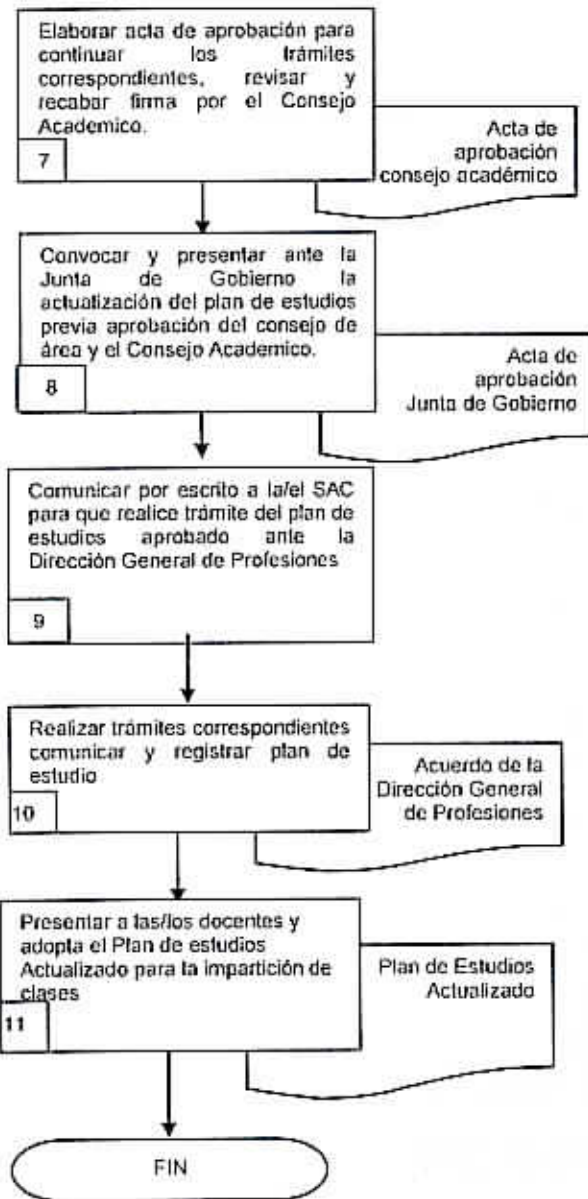 Elaborar acta de aprobación para
continuar los trámites
correspondientes, revisar y
recabar firma por el Consejo
Academico.
7
Acta de
aprobación
consejo académico
Convocar y presentar ante la
Junta de Gobierno la
actualización del plan de estudios
previa aprobación del consejo de
área y el Consejo Academico.
8
Acta de
aprobación
Junta de Gobierno
Comunicar por escrito a la/el SAC
para que realice trámite del plan de
estudios aprobado ante la
Dirección General de Profesiones
9
Realizar trámites correspondientes
comunicar y registrar plan de
estudio
10
Acuerdo de la
Dirección General
de Profesiones
Presentar a las/los docentes y
adopta el Plan de estudios
Actualizado para la impartición de
clases
11
Plan de Estudios
Actualizado
FIN